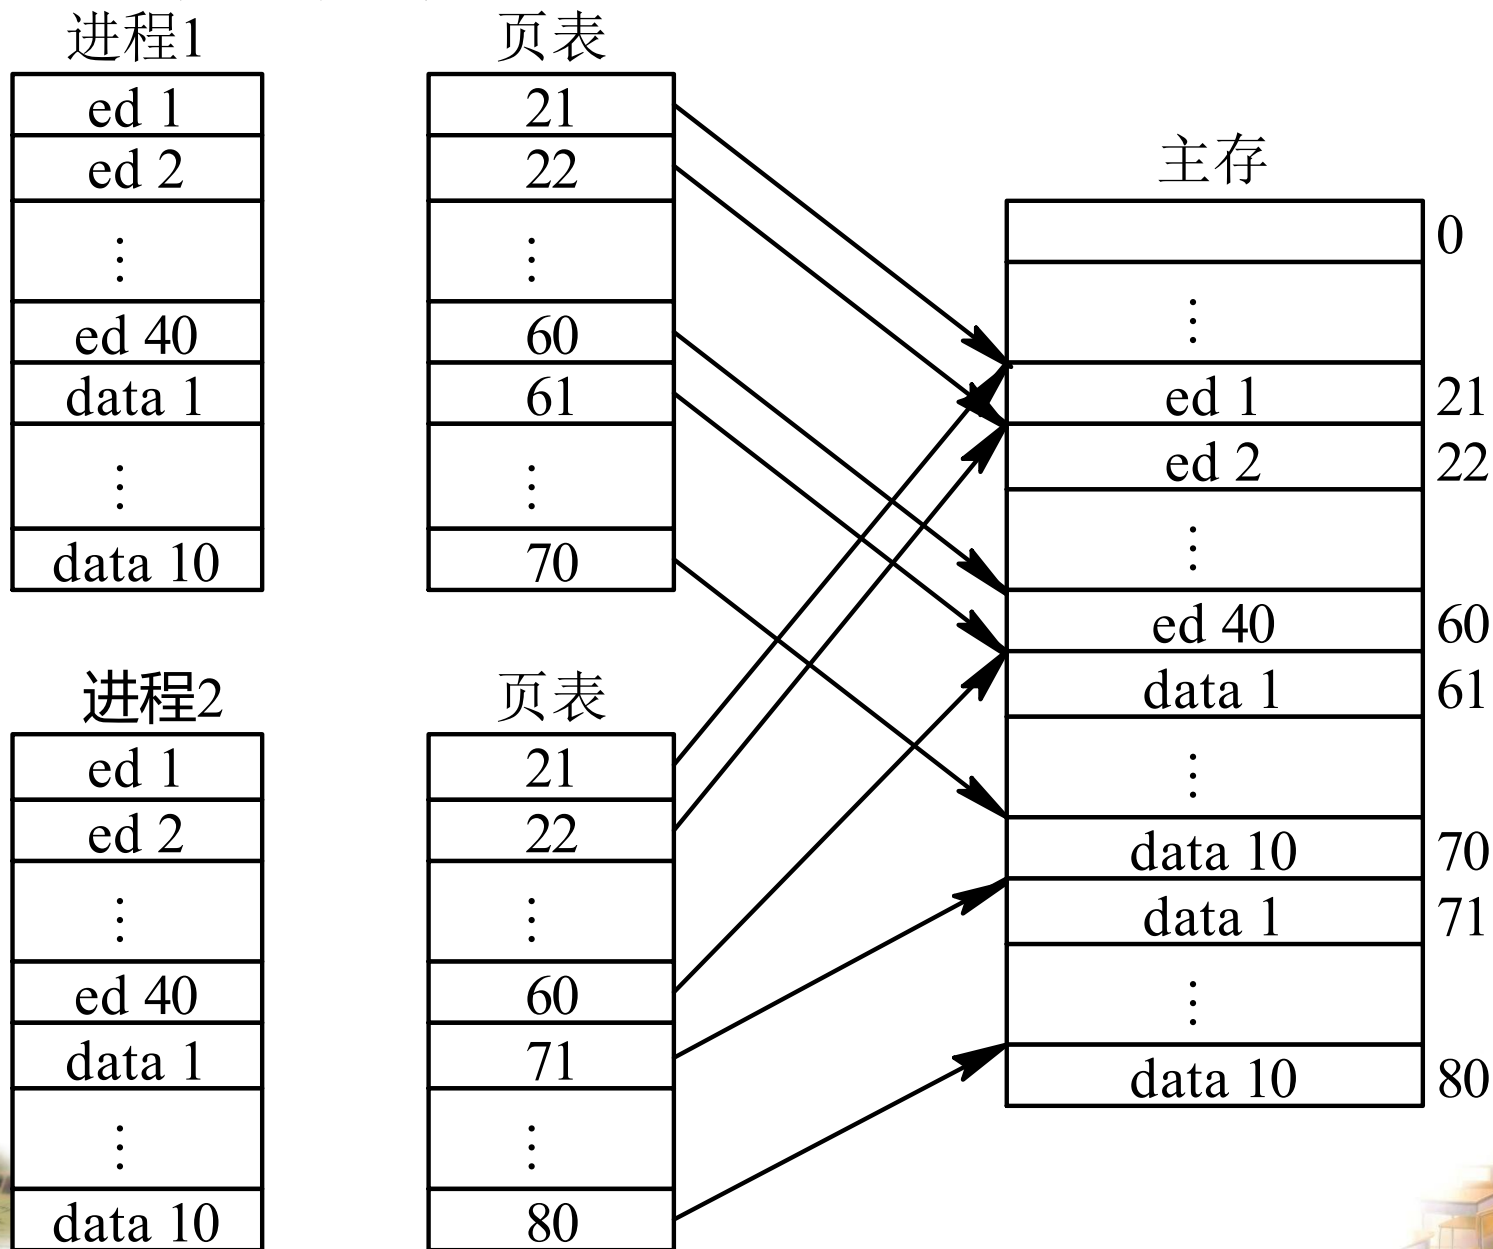 进程1
ed 1
ed 2
⋮
ed 40
data 1
⋮
data 10
页表
21
22
⋮
60
61
⋮
70
进程2
ed 1
ed 2
⋮
ed 40
data 1
⋮
data 10
页表
21
22
⋮
60
71
⋮
80
主存
0
⋮
ed 1 21
ed 2 22
⋮
ed 40 60
data 1 61
⋮
data 10 70
data 1 71
⋮
data 10 80